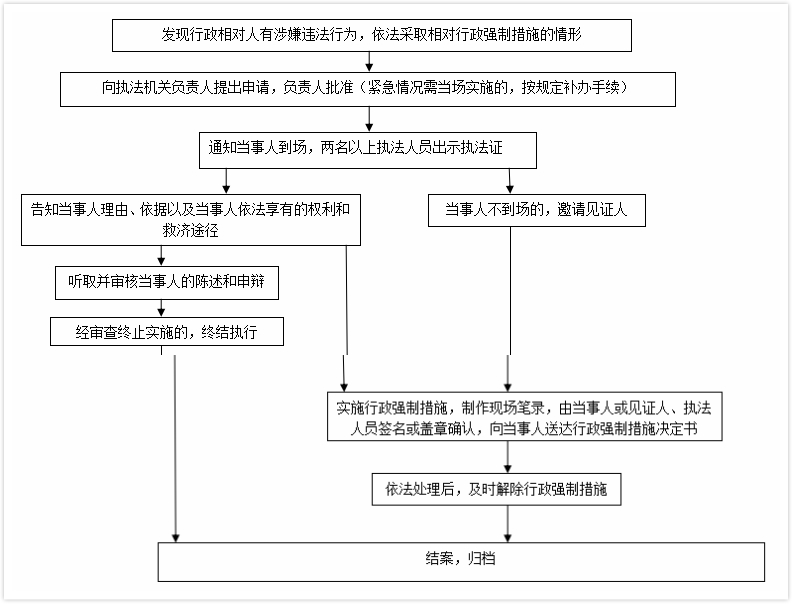 发现行政相对人有涉嫌违法行为，依法采取相对行政强制措施的情形
向执法机关负责人提出申请，负责人批准（紧急情况需当场实施的，按规定补办手续）
通知当事人到场，两名以上执法人员出示执法证
告知当事人理由、依据以及当事人依法享有的权利和
救济途径
当事人不到场的，邀请见证人
听取并审核当事人的陈述和申辩
经审查终止实施的，终结执行
实施行政强制措施，制作现场笔录，由当事人或见证人、执法
人员签名或盖章确认，向当事人送达行政强制措施决定书
依法处理后，及时解除行政强制措施
结案，归档